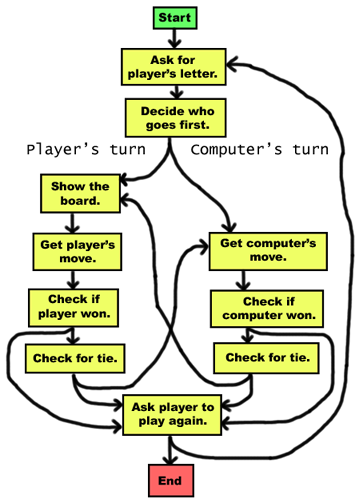 Start
Ask for
player's letter.
Decide who
goes first.
Player's turn
Computer's turn
Show the
board.
Get player's
move.
Get computer's
move.
Check if
player won.
Check if
computer won.
Check for tie.
Check for tie.
Ask player to
play again.
End